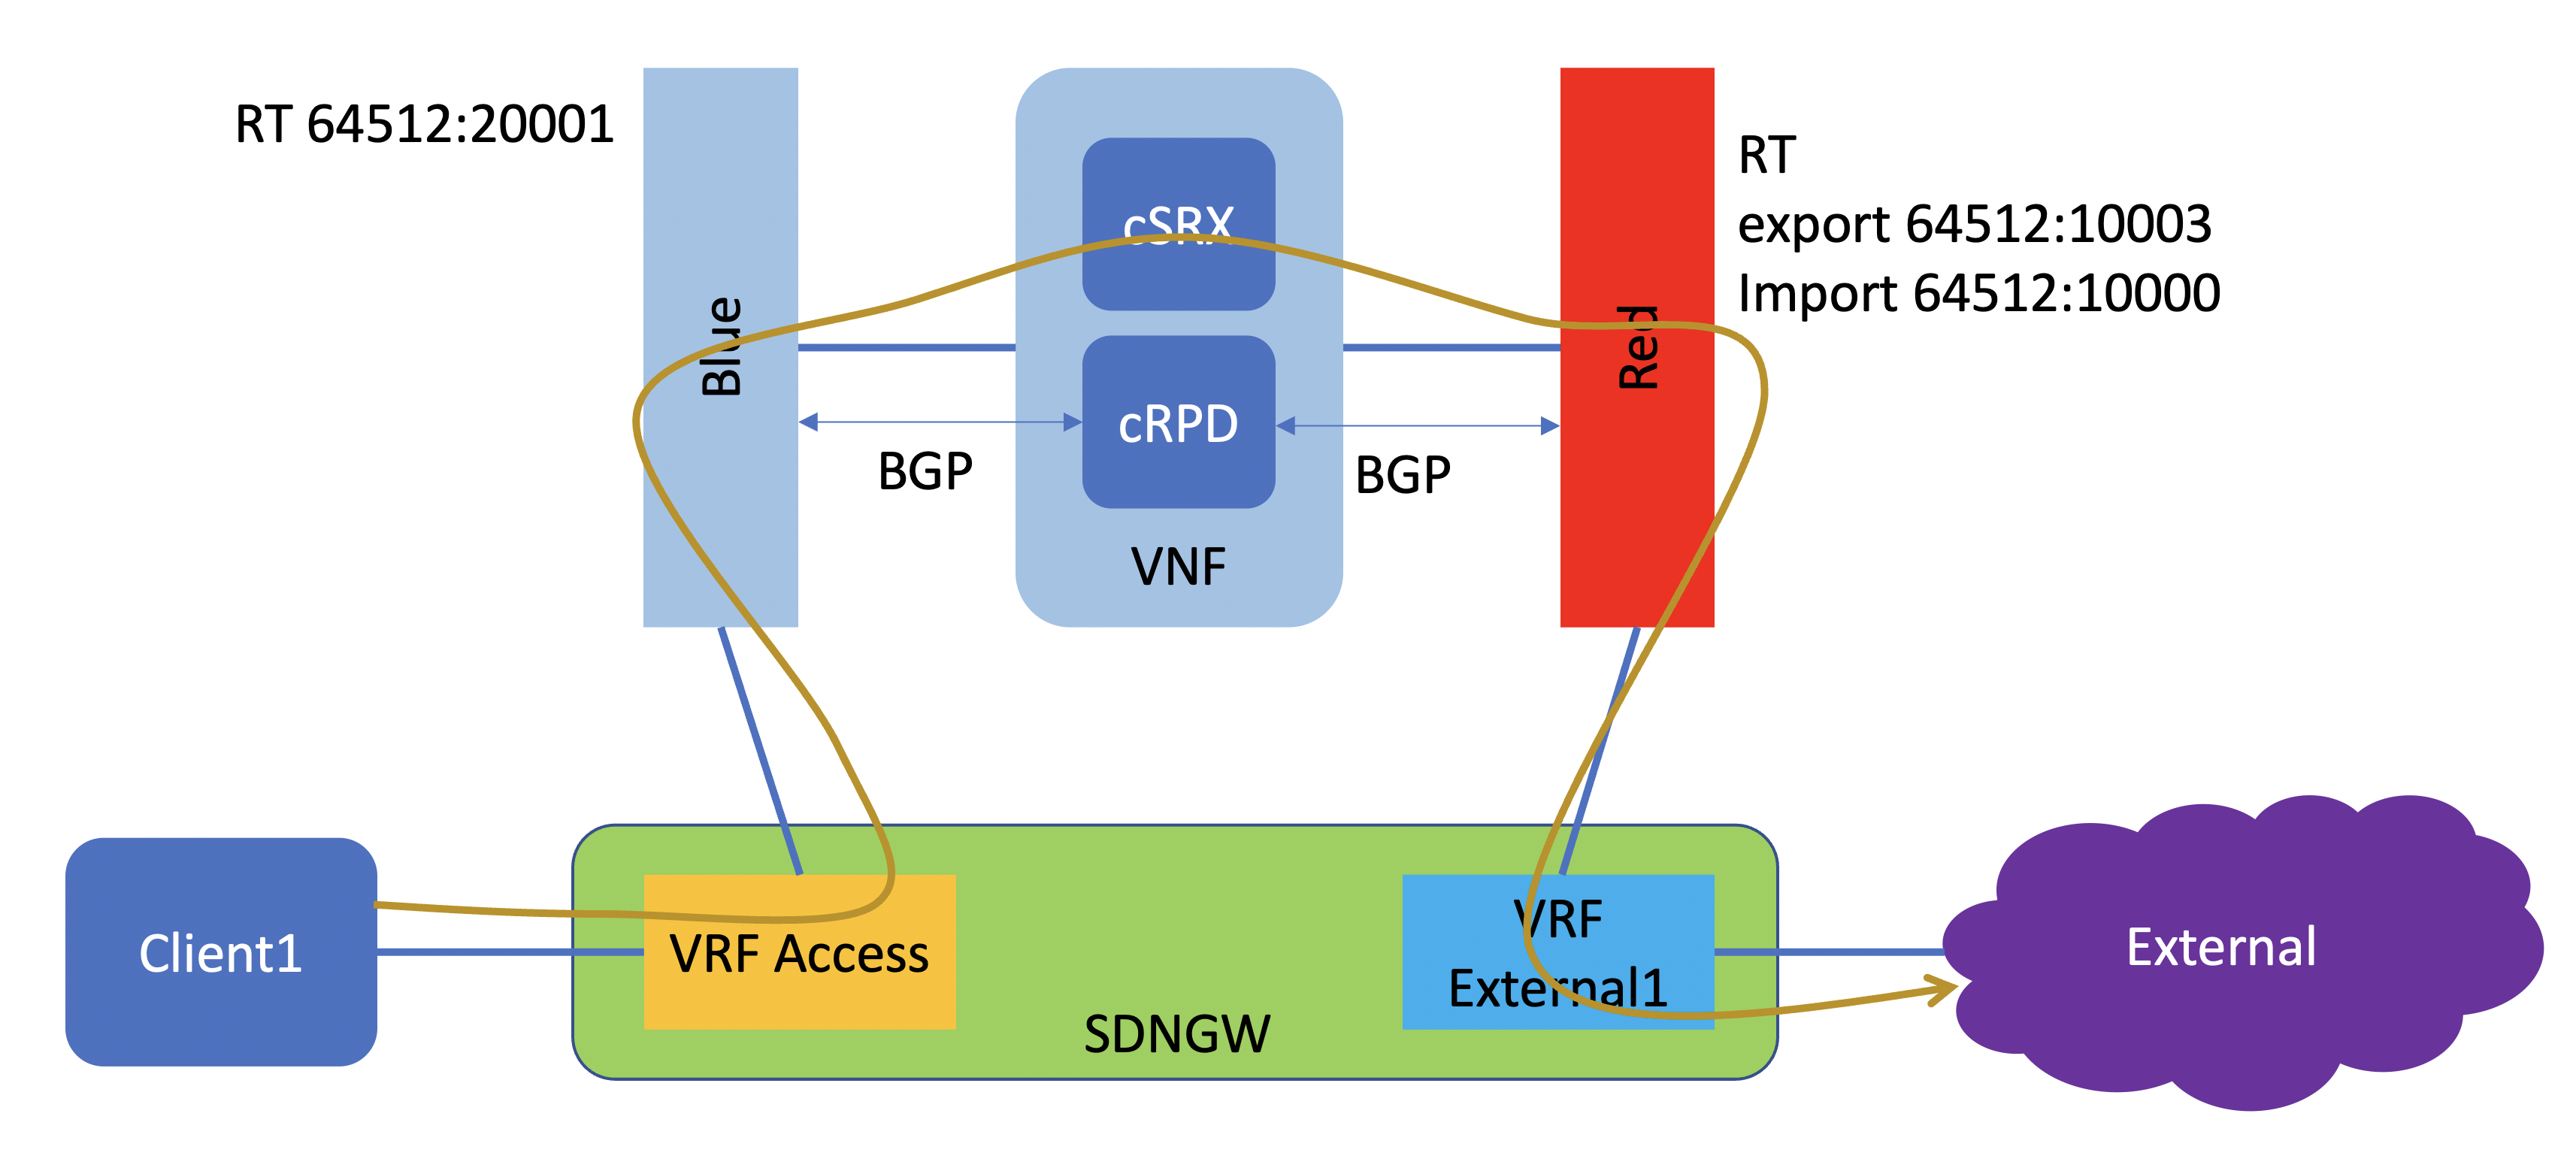 RT 64512:20001
Blue
cSRX
cRPD
BGP
BGP
VNF
Red
RT
export 64512:10003
Import 64512:10000
Client1
VRF Access
SDNGW
VRF
External1
External